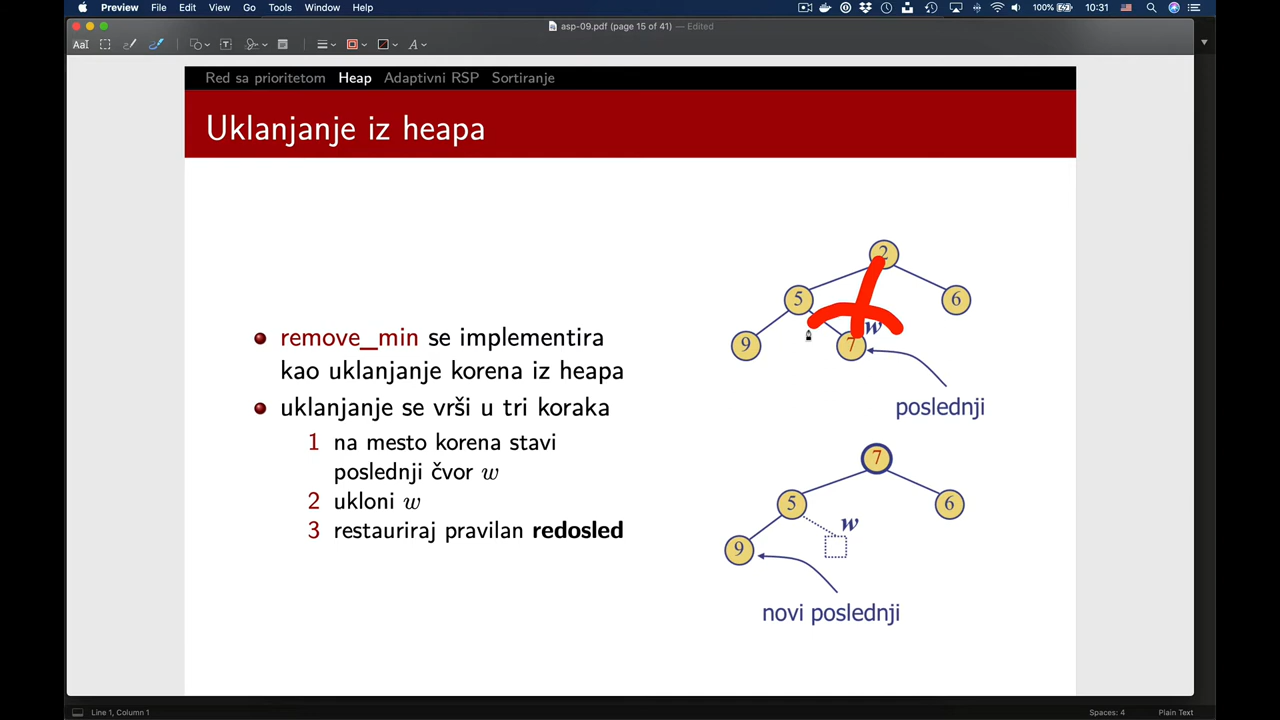 Preview File Edit View Go Tools Window Help 100% 10:31
asp-09.pdf (page 15 of 41) — Edited
Red sa prioritetom Heap Adaptivni RSP Sortiranje
Uklanjanje iz heapa
remove_min se implementira
kao uklanjanje korena iz heapa
uklanjanje se vrši u tri koraka
1 na mesto korena stavi
poslednji čvor w
2 ukloni w
3 restauriraj pravilan redosled
2
5 6
w
9 7
poslednji
7
5 6
w
9
novi poslednji
Line 1, Column 1 Spaces: 4 Plain Text